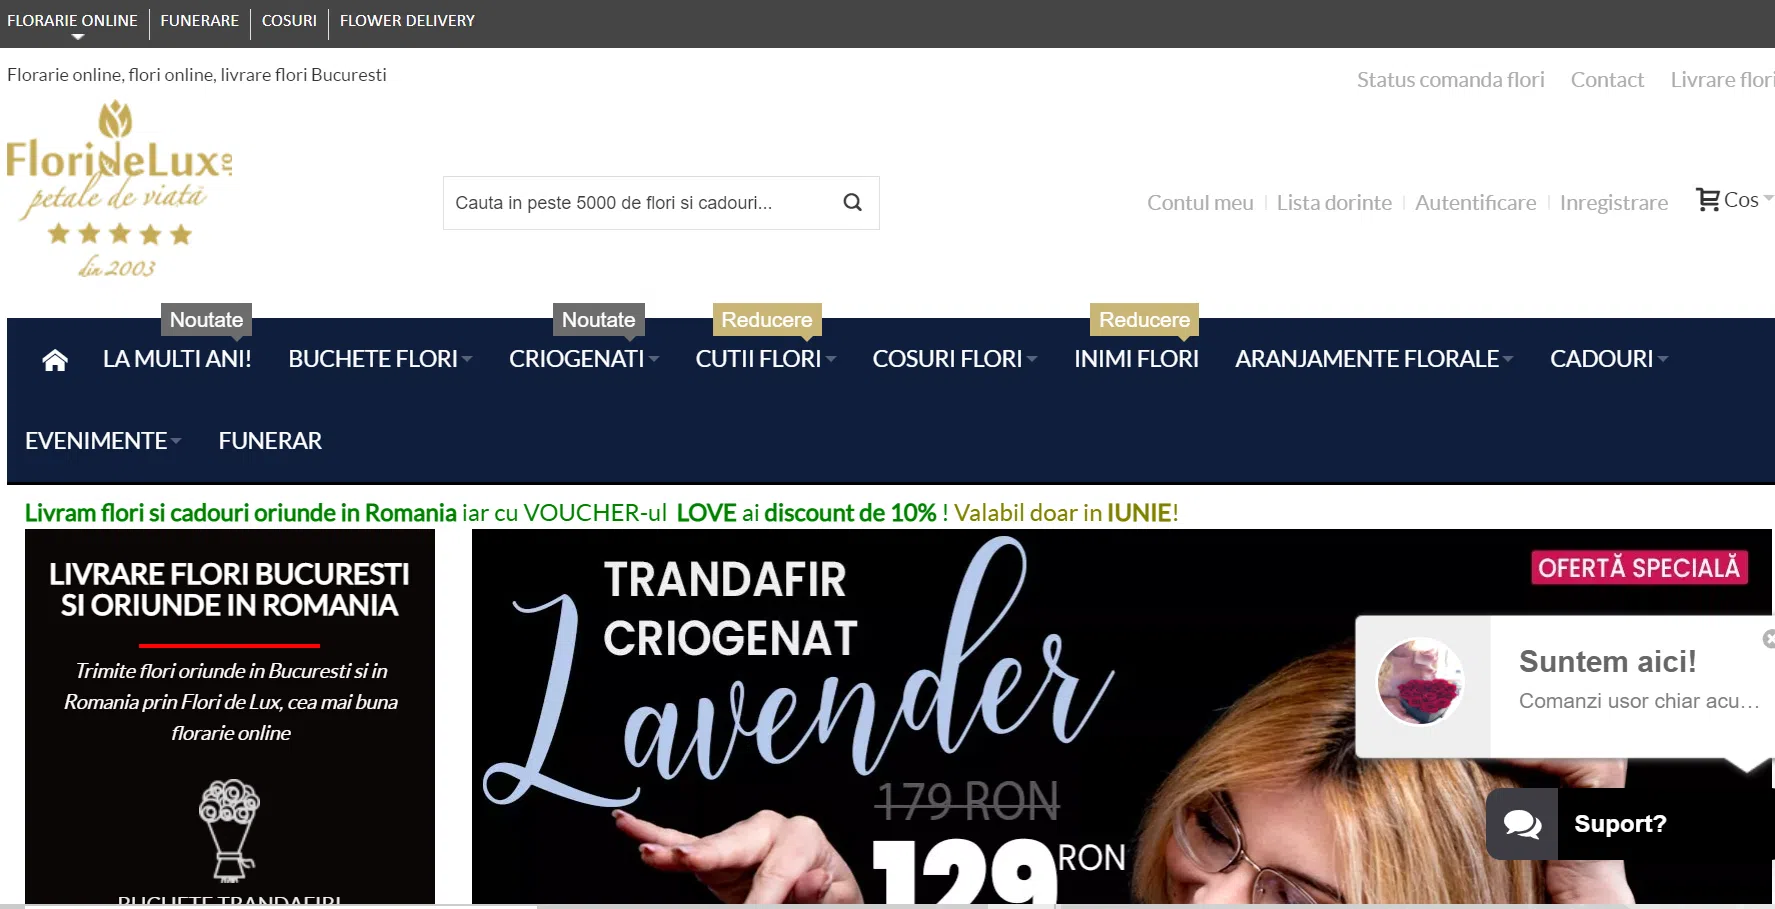 FLORARIE ONLINE FUNERARE COSURI FLOWER DELIVERY
Florarie online, flori online, livrare flori Bucuresti
Status comanda flori Contact Livrare flori
FloriDeLux.ro
petale de viată
din 2003
Cauta in peste 5000 de flori si cadouri...
Contul meu Lista dorinte Autentificare Inregistrare Cos
Noutate Noutate Reducere Reducere
LA MULTI ANI! BUCHETE FLORI CRIOGENATI CUTII FLORI COSURI FLORI INIMI FLORI ARANJAMENTE FLORALE CADOURI
EVENIMENTE FUNERAR
Livram flori si cadouri oriunde in Romania iar cu VOUCHER-ul LOVE ai discount de 10% ! Valabil doar in IUNIE!
LIVRARE FLORI BUCURESTI
SI ORIUNDE IN ROMANIA
Trimite flori oriunde in Bucuresti si in
Romania prin Flori de Lux, cea mai buna
florarie online
BUCHETE TRANDAFIRI
TRANDAFIR
CRIOGENAT
Lavender
179 RON
129 RON
OFERTĂ SPECIALĂ
Suntem aici!
Comanzi usor chiar acu...
Suport?